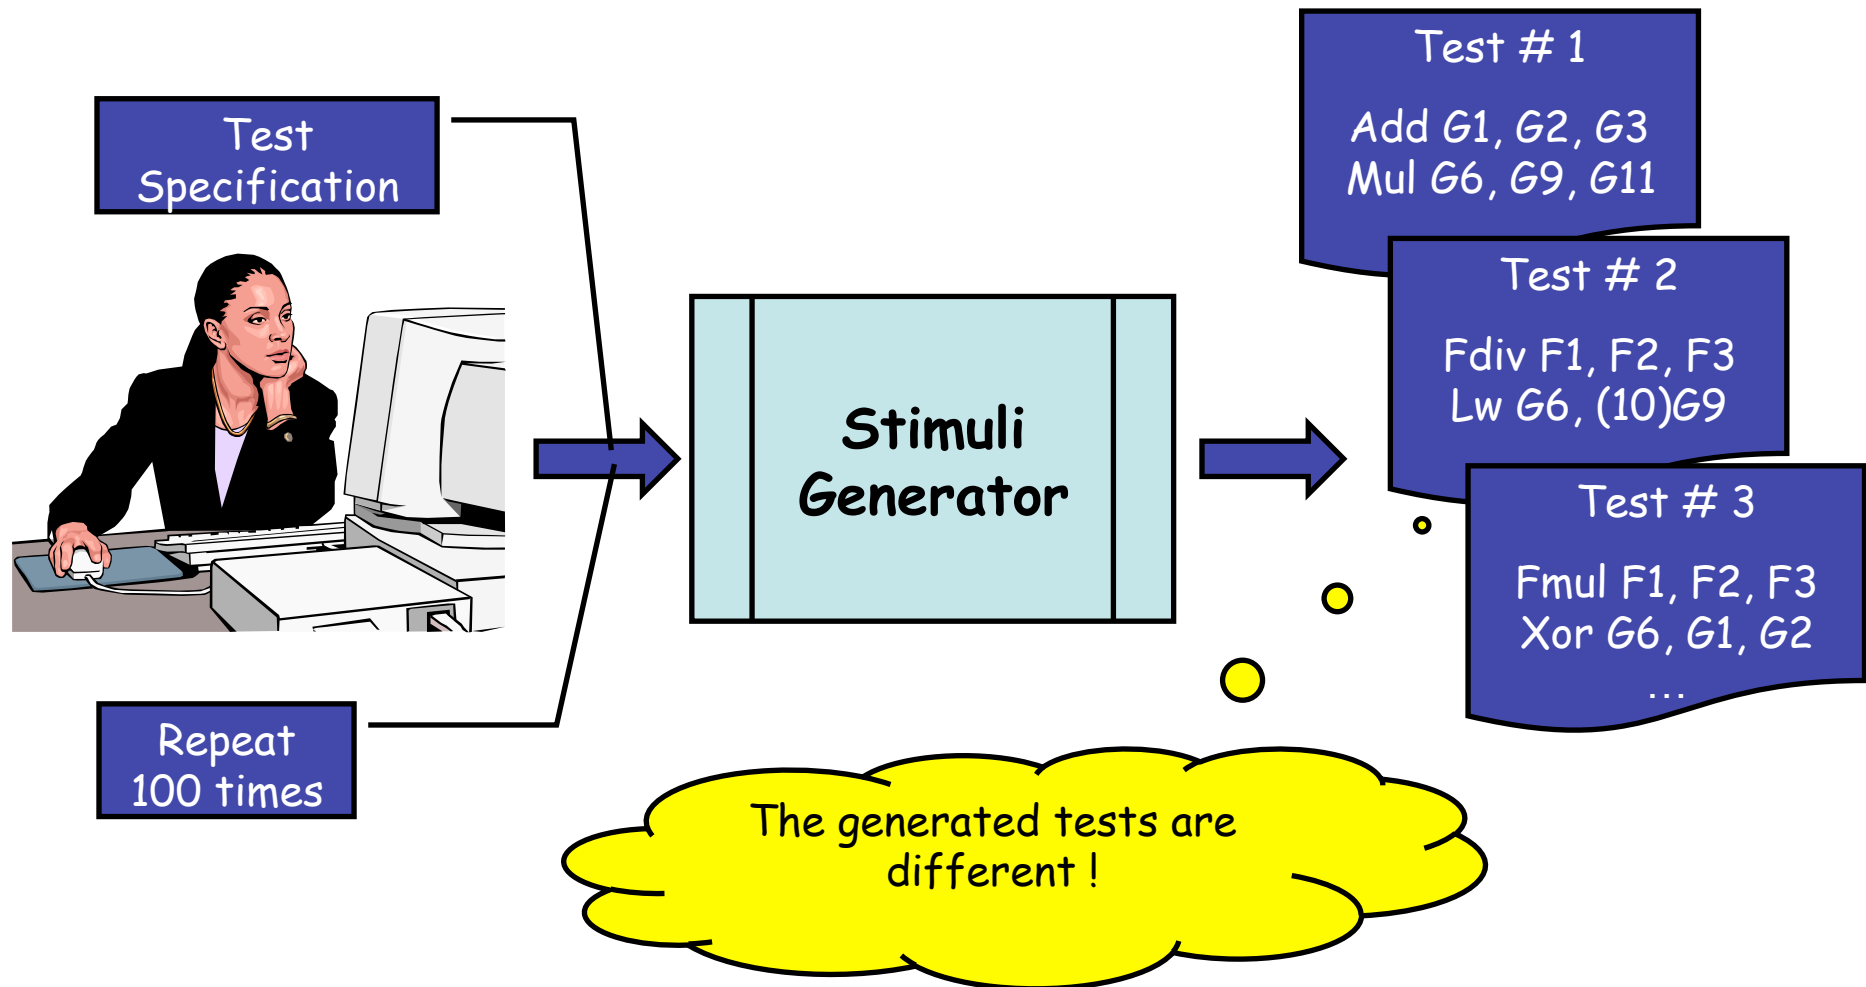 Test
Specification
Repeat
100 times
Stimuli
Generator
Test # 1
Add G1, G2, G3
Mul G6, G9, G11
Test # 2
Fdiv F1, F2, F3
Lw G6, (10)G9
Test # 3
Fmul F1, F2, F3
Xor G6, G1, G2
...
The generated tests are
different !